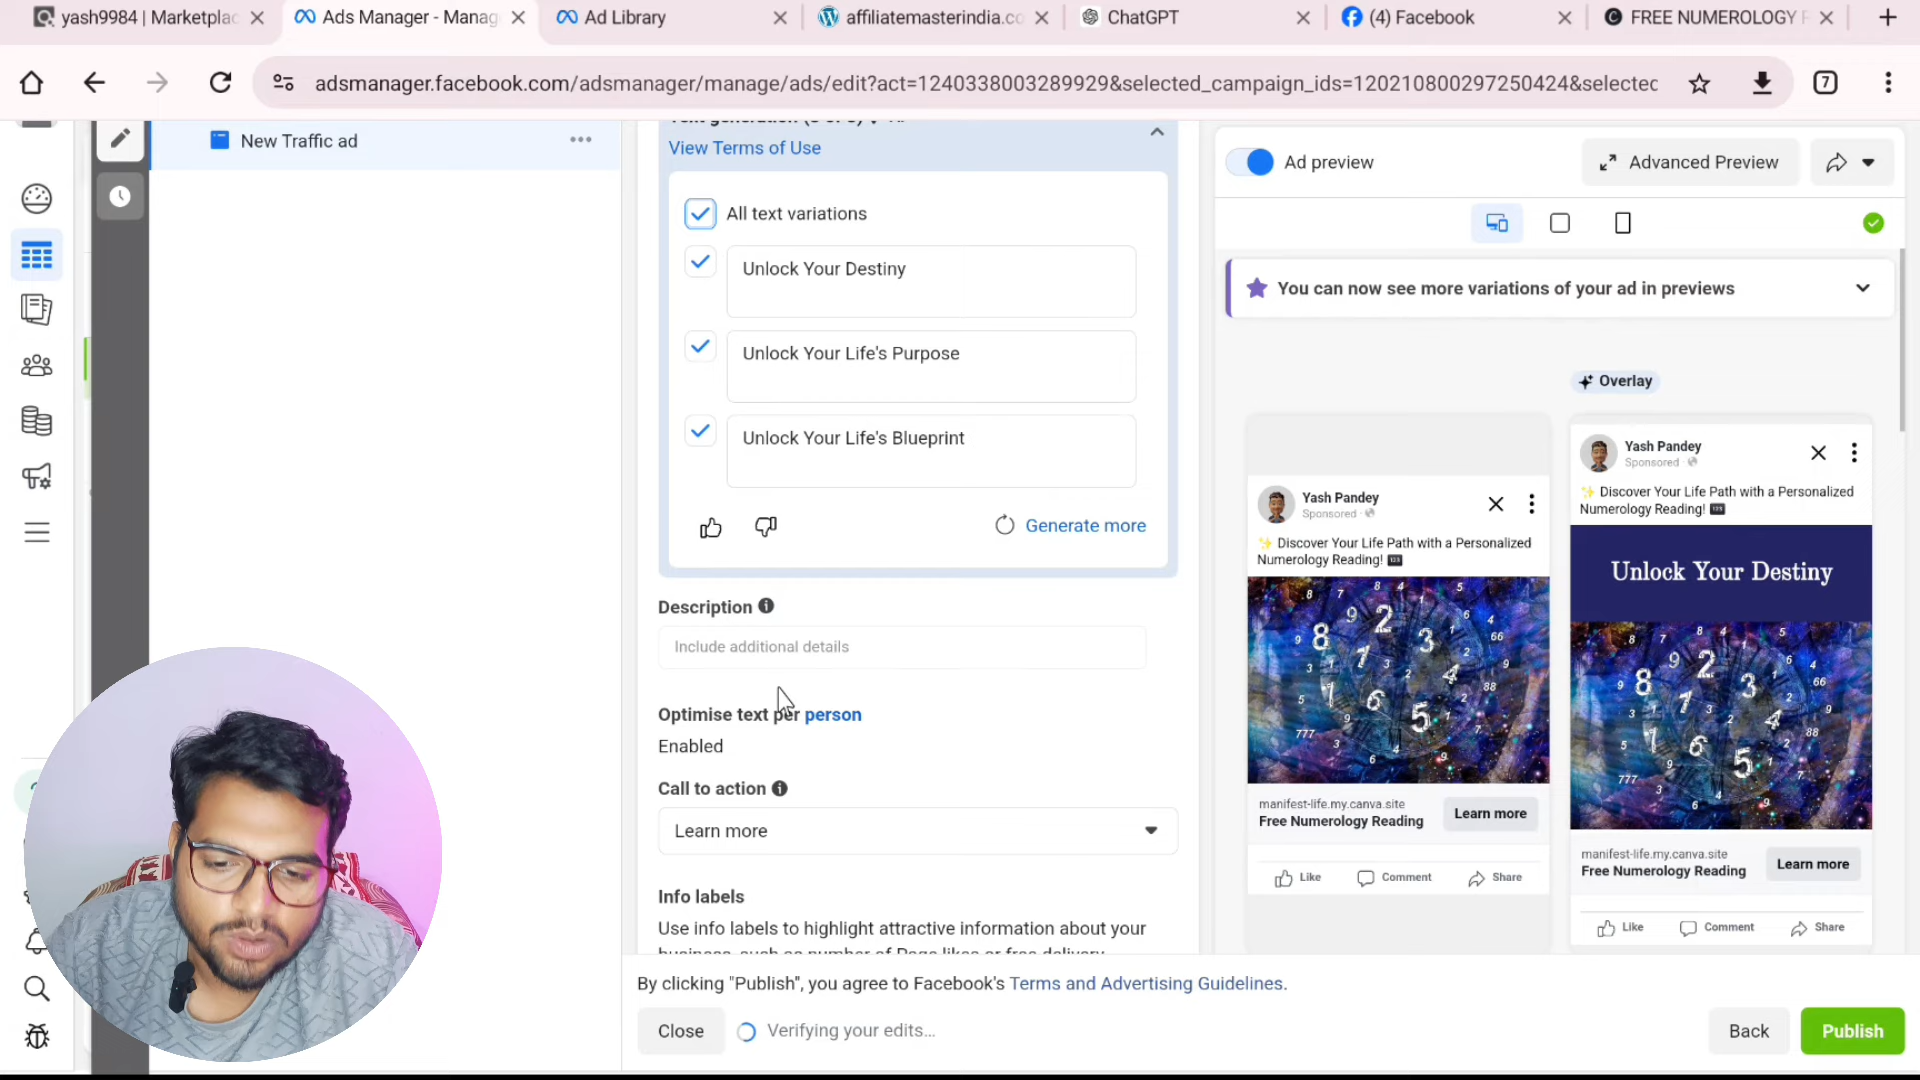 yash9984 | Marketplac
Ads Manager - Manag
Ad Library
affiliatemasterindia.co
ChatGPT
(4) Facebook
FREE NUMEROLOGY
adsmanager.facebook.com/adsmanager/manage/ads/edit?act=1240338003289929&selected_campaign_ids=120210800297250424&selected
7
New Traffic ad
View Terms of Use
All text variations
Unlock Your Destiny
Unlock Your Life's Purpose
Unlock Your Life's Blueprint
Generate more
Description
Include additional details
Optimise text per person
Enabled
Call to action
Learn more
Info labels
Use info labels to highlight attractive information about your
By clicking "Publish", you agree to Facebook's Terms and Advertising Guidelines.
Close
Verifying your edits...
Back
Publish
Ad preview
Advanced Preview
You can now see more variations of your ad in previews
Overlay
Yash Pandey
Sponsored
✨ Discover Your Life Path with a Personalized
Numerology Reading! 🔢
manifest-life.my.canva.site
Free Numerology Reading
Learn more
Like
Comment
Share
Yash Pandey
Sponsored
✨ Discover Your Life Path with a Personalized
Numerology Reading! 🔢
Unlock Your Destiny
manifest-life.my.canva.site
Free Numerology Reading
Learn more
Like
Comment
Share